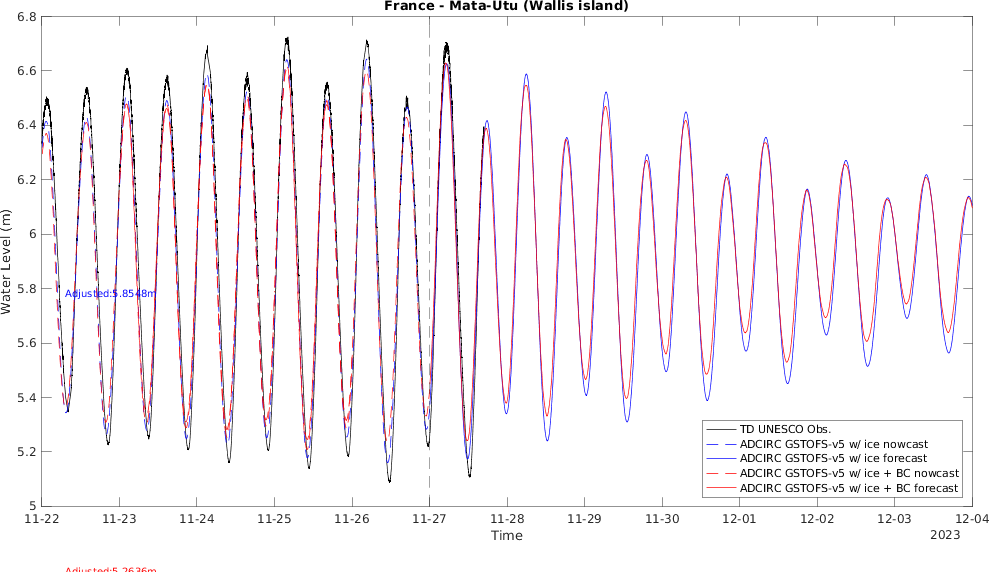 France - Mata-Utu (Wallis island)
6.8
6.6
6.4
6.2
6
5.8
5.6
5.4
5.2
5
Water Level (m)
Adjusted:5.8548m
TD UNESCO Obs.
ADCIRC GSTOFS-v5 w/ ice nowcast
ADCIRC GSTOFS-v5 w/ ice forecast
ADCIRC GSTOFS-v5 w/ ice + BC nowcast
ADCIRC GSTOFS-v5 w/ ice + BC forecast
11-22 11-23 11-24 11-25 11-26 11-27 11-28 11-29 11-30 12-01 12-02 12-03 12-04
Time
2023
Adjusted:5.2636m